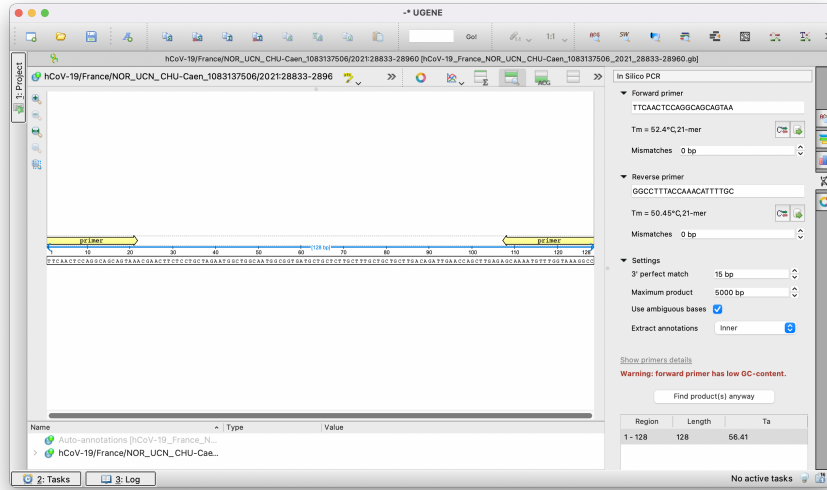 -* UGENE
Go!
1:1
SW
hCoV-19/France/NOR_UCN_CHU-Caen_1083137506/2021:28833-28960 [hCoV-19_France_NOR_UCN_CHU-Caen_1083137506_2021_28833-28960.gb]
1: Project
hCoV-19/France/NOR_UCN_CHU-Caen_1083137506/2021:28833-2896
ACG
In Silico PCR
Forward primer
TTCAACTCCAGGCAGCAGTAA
Tm = 52.4°C,21-mer
Mismatches 0 bp
Reverse primer
GGCCTTTACCAAACATTTTGC
Tm = 50.45°C,21-mer
Mismatches 0 bp
Settings
3' perfect match 15 bp
Maximum product 5000 bp
Use ambiguous bases
Extract annotations Inner
Show primers details
Warning: forward primer has low GC-content.
Find product(s) anyway
Region Length Ta
1 - 128 128 56.41
primer primer
[128 bp]
1 10 20 30 40 50 60 70 80 90 100 110 120 128
Name Type Value
Auto-annotations [hCoV-19_France_N...
hCoV-19/France/NOR_UCN_CHU-Cae...
2: Tasks 3: Log
No active tasks